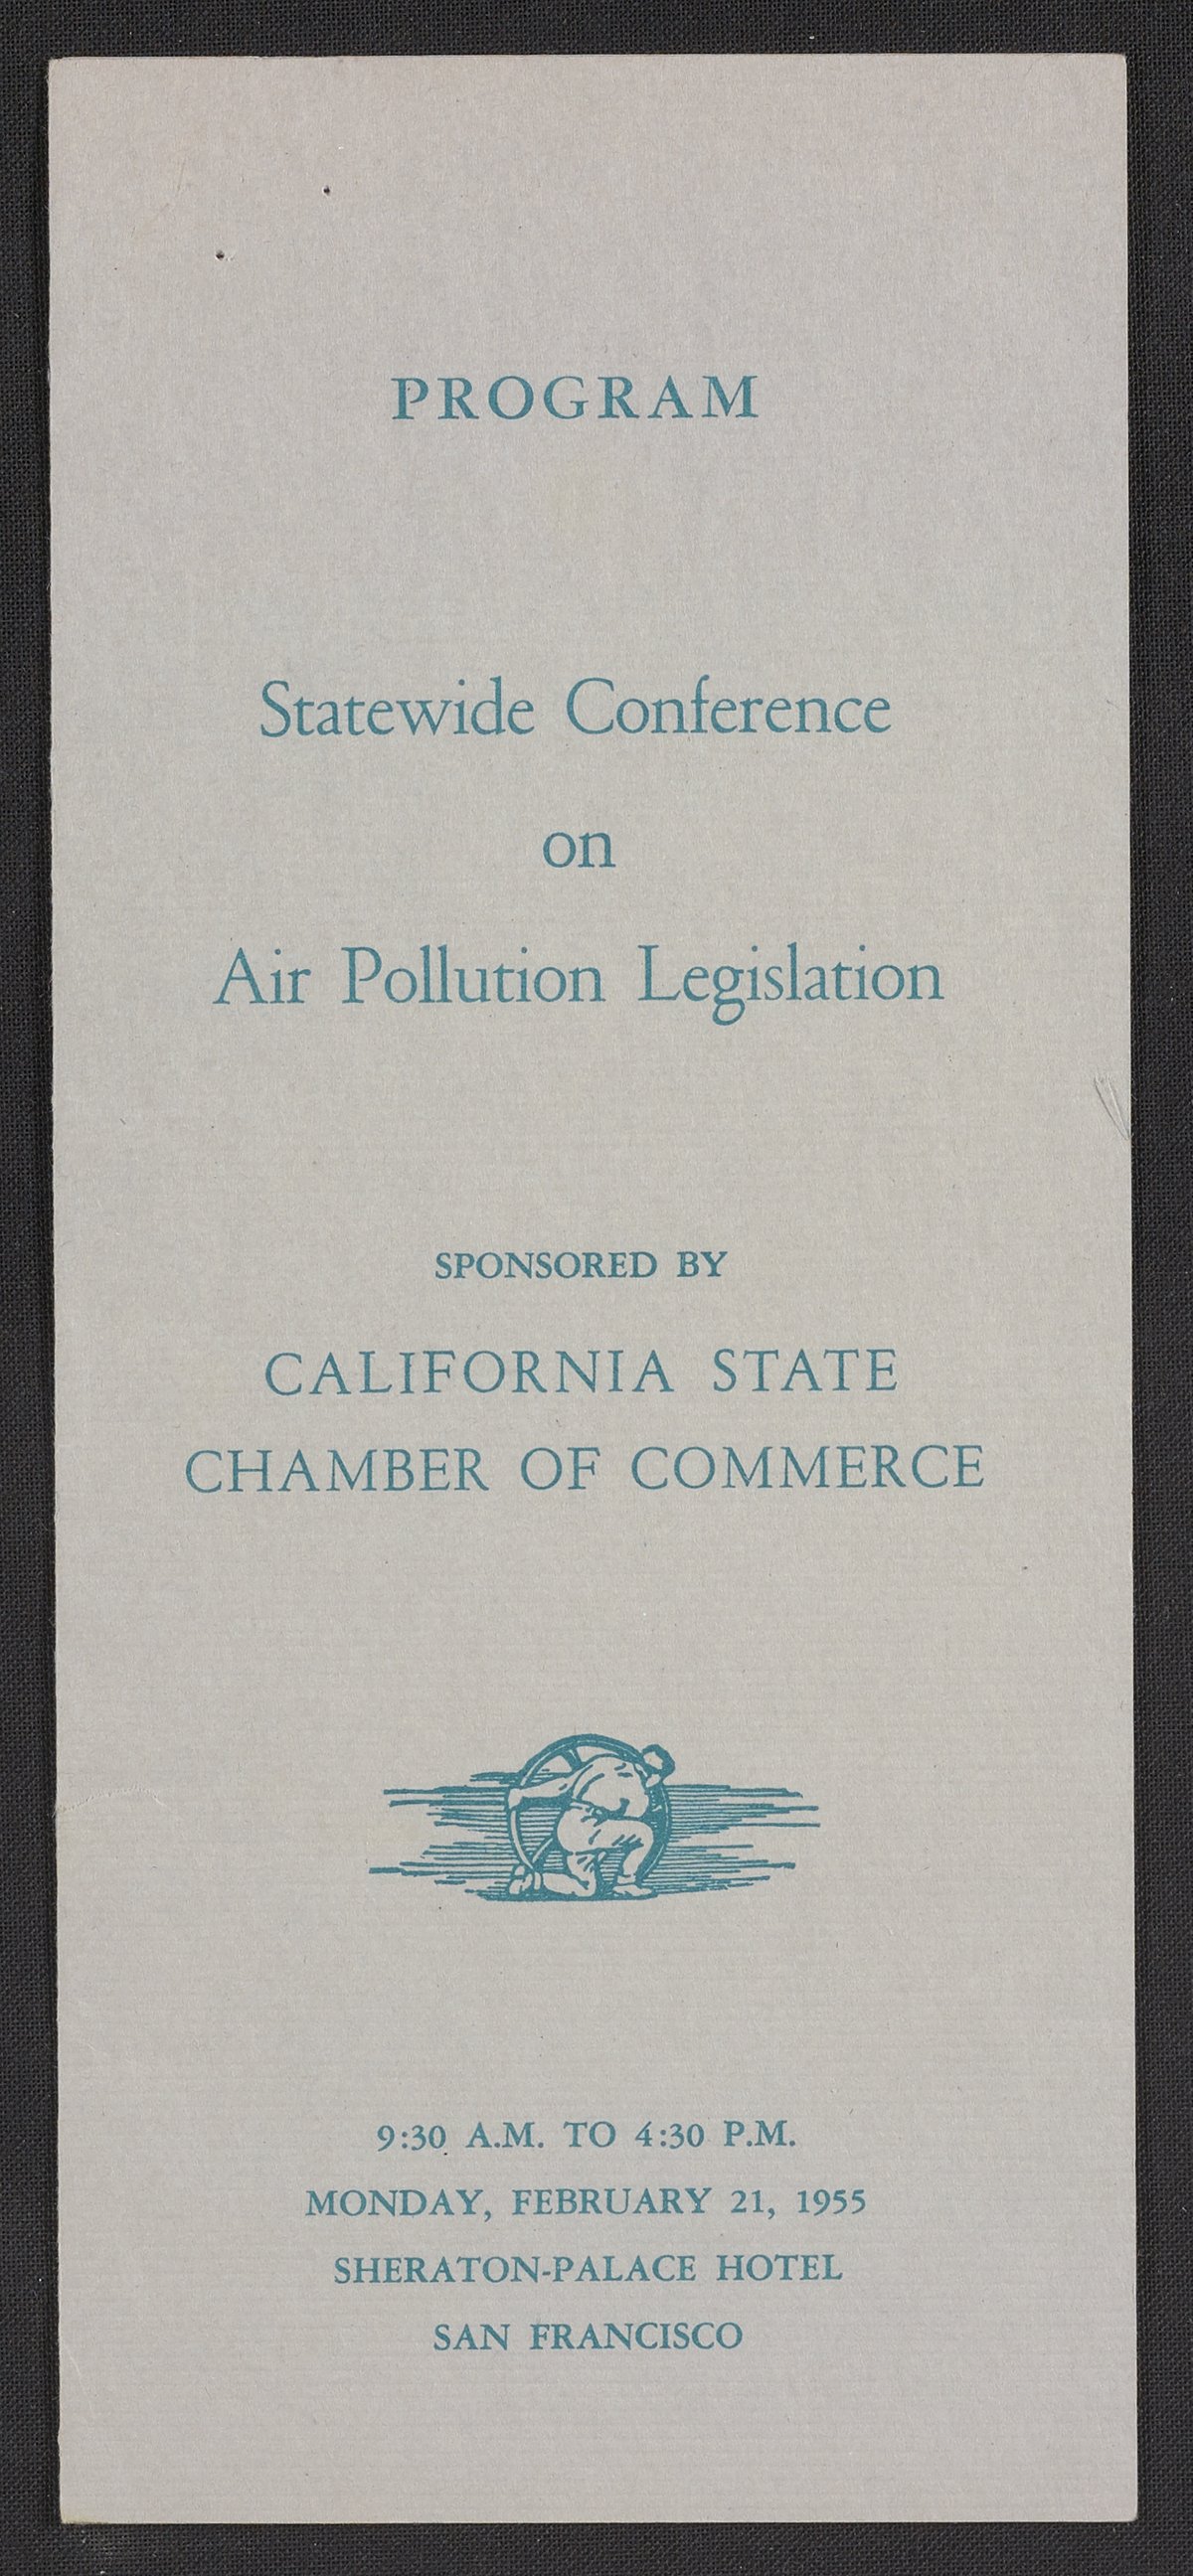 PROGRAM
Statewide Conference
on
Air Pollution Legislation
SPONSORED BY
CALIFORNIA STATE
CHAMBER OF COMMERCE
9:30 A.M. TO 4:30 P.M.
MONDAY, FEBRUARY 21, 1955
SHERATON-PALACE HOTEL
SAN FRANCISCO